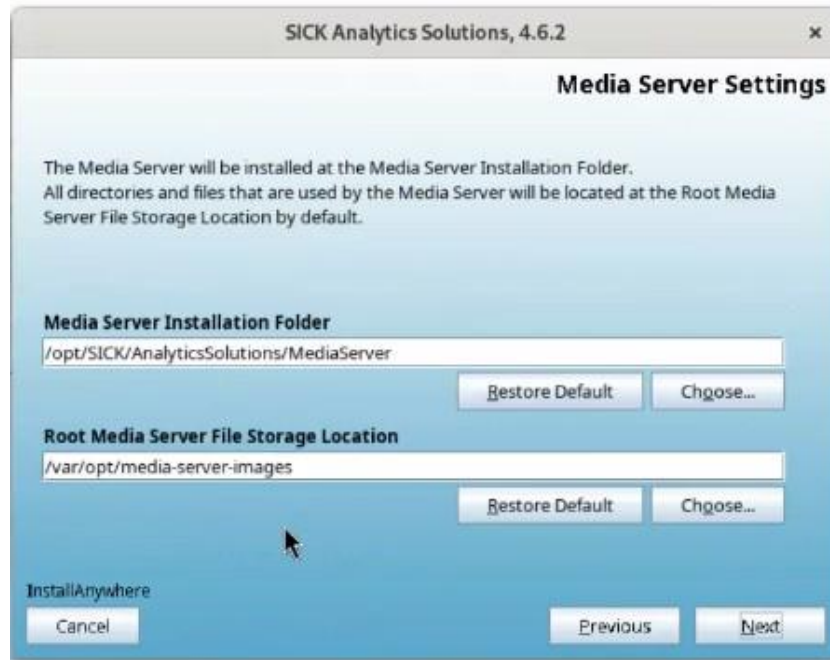 SICK Analytics Solutions, 4.6.2
×
Media Server Settings
The Media Server will be installed at the Media Server Installation Folder.
All directories and files that are used by the Media Server will be located at the Root Media
Server File Storage Location by default.
Media Server Installation Folder
/opt/SICK/AnalyticsSolutions/MediaServer
Restore Default Choose...
Root Media Server File Storage Location
/var/opt/media-server-images
Restore Default Choose...
InstallAnywhere
Cancel Previous Next